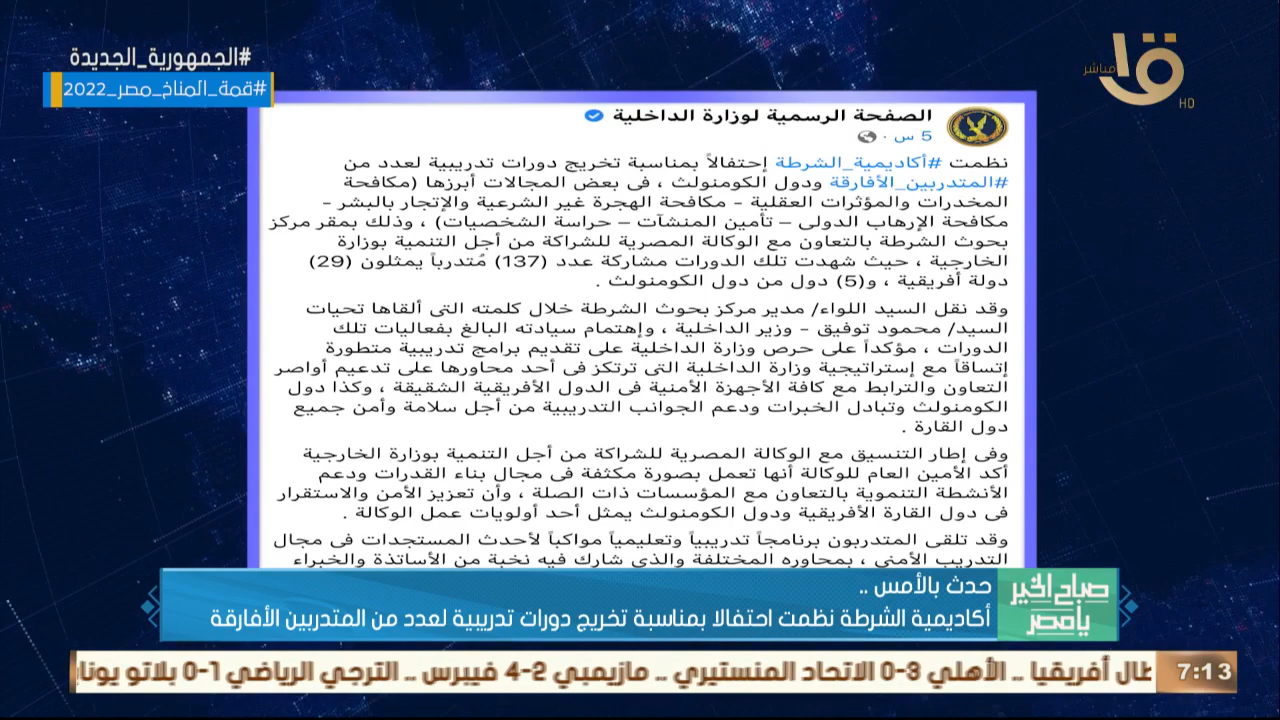 #الجمهورية_الجديدة
#قمة_المناخ_مصر_2022
مباشر
HD
الصفحة الرسمية لوزارة الداخلية
5 س ·
نظمت #أكاديمية_الشرطة إحتفالاً بمناسبة تخريج دورات تدريبية لعدد من
#المتدربين_الأفارقة ودول الكومنولث ، فى بعض المجالات أبرزها (مكافحة
المخدرات والمؤثرات العقلية – مكافحة الهجرة غير الشرعية والإتجار بالبشر –
مكافحة الإرهاب الدولى – تأمين المنشآت – حراسة الشخصيات) ، وذلك بمقر مركز
بحوث الشرطة بالتعاون مع الوكالة المصرية للشراكة من أجل التنمية بوزارة
الخارجية ، حيث شهدت تلك الدورات مشاركة عدد (137) مُتدرباً يمثلون (29)
دولة أفريقية ، و(5) دول من دول الكومنولث .
وقد نقل السيد اللواء/ مدير مركز بحوث الشرطة خلال كلمته التى ألقاها تحيات
السيد/ محمود توفيق – وزير الداخلية ، وإهتمام سيادته البالغ بفعاليات تلك
الدورات ، مؤكداً على حرص وزارة الداخلية على تقديم برامج تدريبية متطورة
إتساقاً مع إستراتيجية وزارة الداخلية التى ترتكز فى أحد محاورها على تدعيم أواصر
التعاون والترابط مع كافة الأجهزة الأمنية فى الدول الأفريقية الشقيقة ، وكذا دول
الكومنولث وتبادل الخبرات ودعم الجوانب التدريبية من أجل سلامة وأمن جميع
دول القارة .
وفى إطار التنسيق مع الوكالة المصرية للشراكة من أجل التنمية بوزارة الخارجية
أكد الأمين العام للوكالة أنها تعمل بصورة مكثفة فى مجال بناء القدرات ودعم
الأنشطة التنموية بالتعاون مع المؤسسات ذات الصلة ، وأن تعزيز الأمن والاستقرار
فى دول القارة الأفريقية ودول الكومنولث يمثل أحد أولويات عمل الوكالة .
وقد تلقى المتدربون برنامجاً تدريبياً وتعليمياً مواكباً لأحدث المستجدات فى مجال
التدريب الأمنى ، بمحاوره المختلفة والذى شارك فيه نخبة من الأساتذة والخبراء
صباح الخير
يا مصر
حدث بالأمس ..
أكاديمية الشرطة نظمت احتفالا بمناسبة تخريج دورات تدريبية لعدد من المتدربين الأفارقة
7:13 طال أفريقيا .. الأهلي 3-0 الاتحاد المنستيري .. مازيمبي 2-4 فييرس .. الترجي الرياضي 1-0 بلاتو يوناي